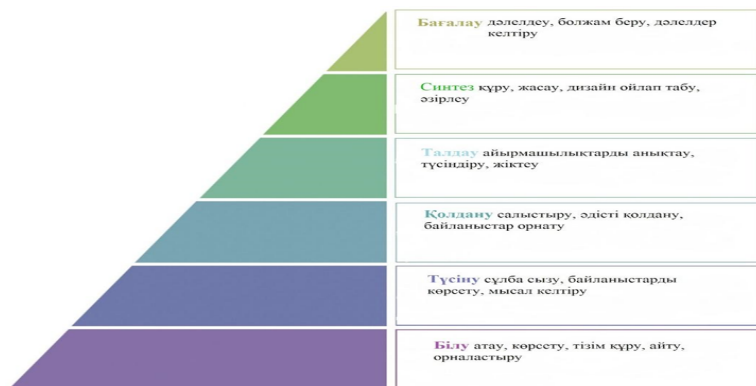 Бағалау дәлелдеу, болжам беру, дәлелдер
келтіру
Синтез құру, жасау, дизайн ойлап табу,
әзірлеу
Талдау айырмашылықтарды анықтау,
түсіндіру, жіктеу
Қолдану салыстыру, әдісті қолдану,
байланыстар орнату
Түсіну сұлба сызу, байланыстарды
көрсету, мысал келтіру
Білу атау, көрсету, тізім құру, айту,
орналастыру